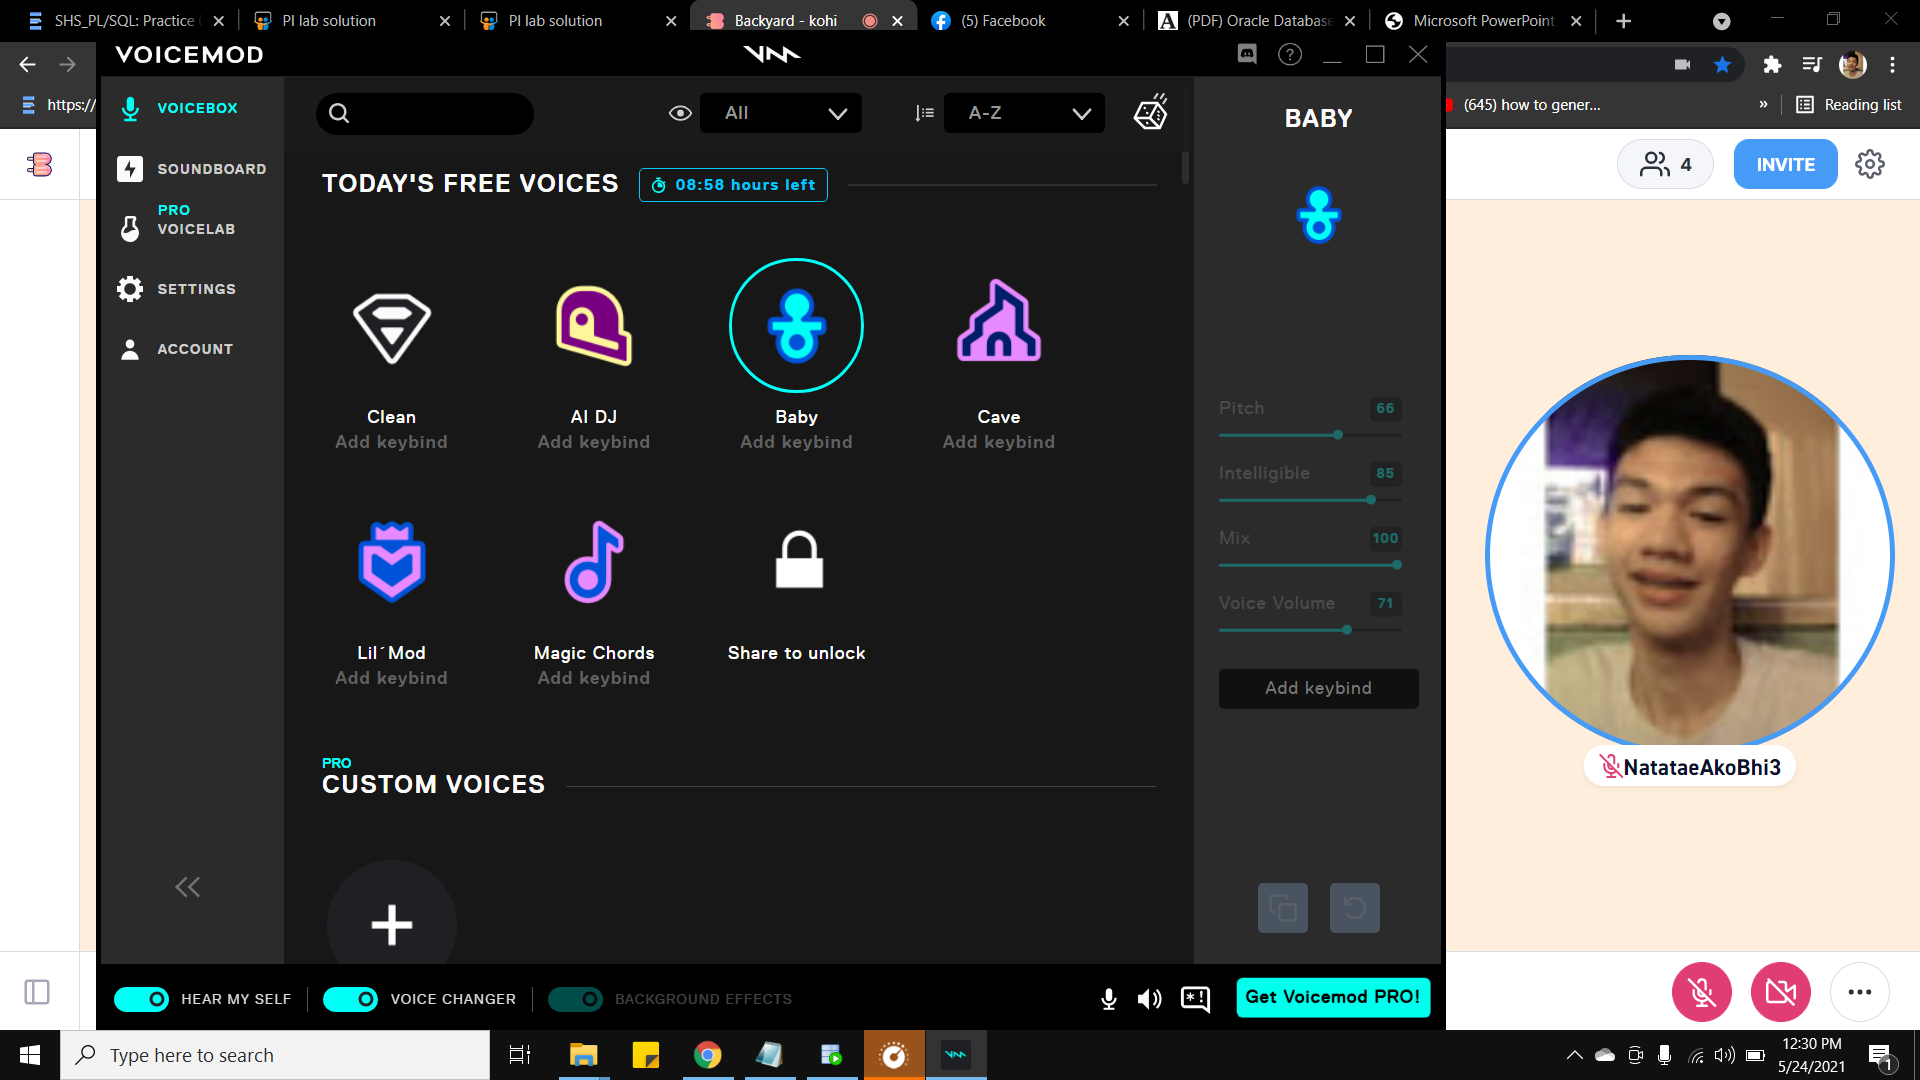 SHS_PL/SQL: Practice
PI lab solution
PI lab solution
Backyard - kohi
(5) Facebook
(PDF) Oracle Database
Microsoft PowerPoint
VOICEMOD
https://
(645) how to gener...
»
Reading list
VOICEBOX
SOUNDBOARD
PRO
VOICELAB
SETTINGS
ACCOUNT
All
A-Z
TODAY'S FREE VOICES
08:58 hours left
Clean
Add keybind
AI DJ
Add keybind
Baby
Add keybind
Cave
Add keybind
Lil´Mod
Add keybind
Magic Chords
Add keybind
Share to unlock
PRO
CUSTOM VOICES
BABY
Pitch 66
Intelligible 85
Mix 100
Voice Volume 71
Add keybind
4
INVITE
NatataeAkoBhi3
HEAR MY SELF
VOICE CHANGER
BACKGROUND EFFECTS
Get Voicemod PRO!
Type here to search
12:30 PM
5/24/2021
1